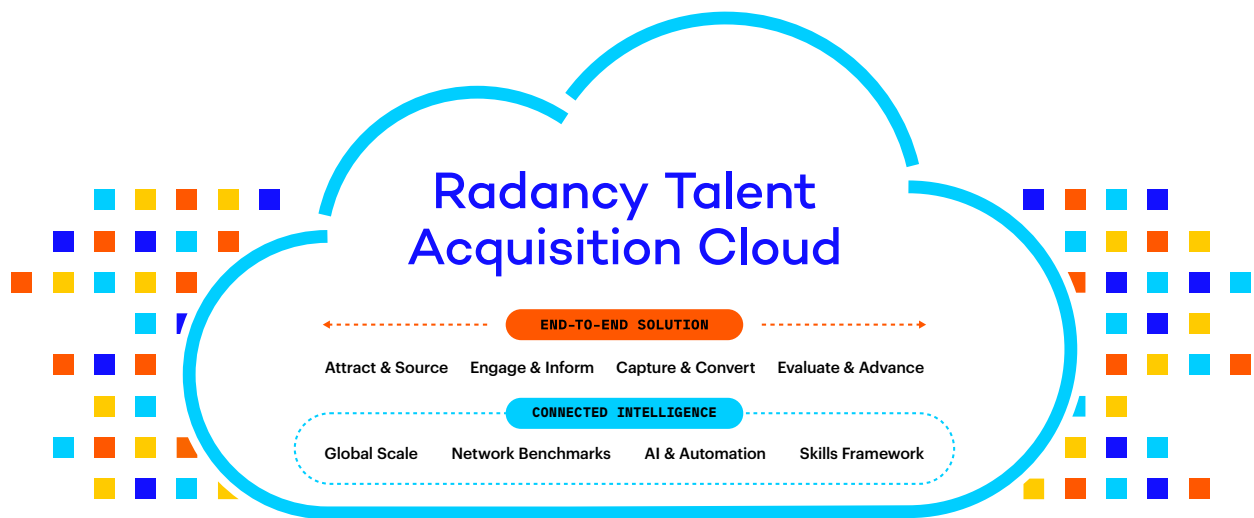 Radancy Talent
Acquisition Cloud
END-TO-END SOLUTION
Attract & Source Engage & Inform Capture & Convert Evaluate & Advance
CONNECTED INTELLIGENCE
Global Scale Network Benchmarks AI & Automation Skills Framework